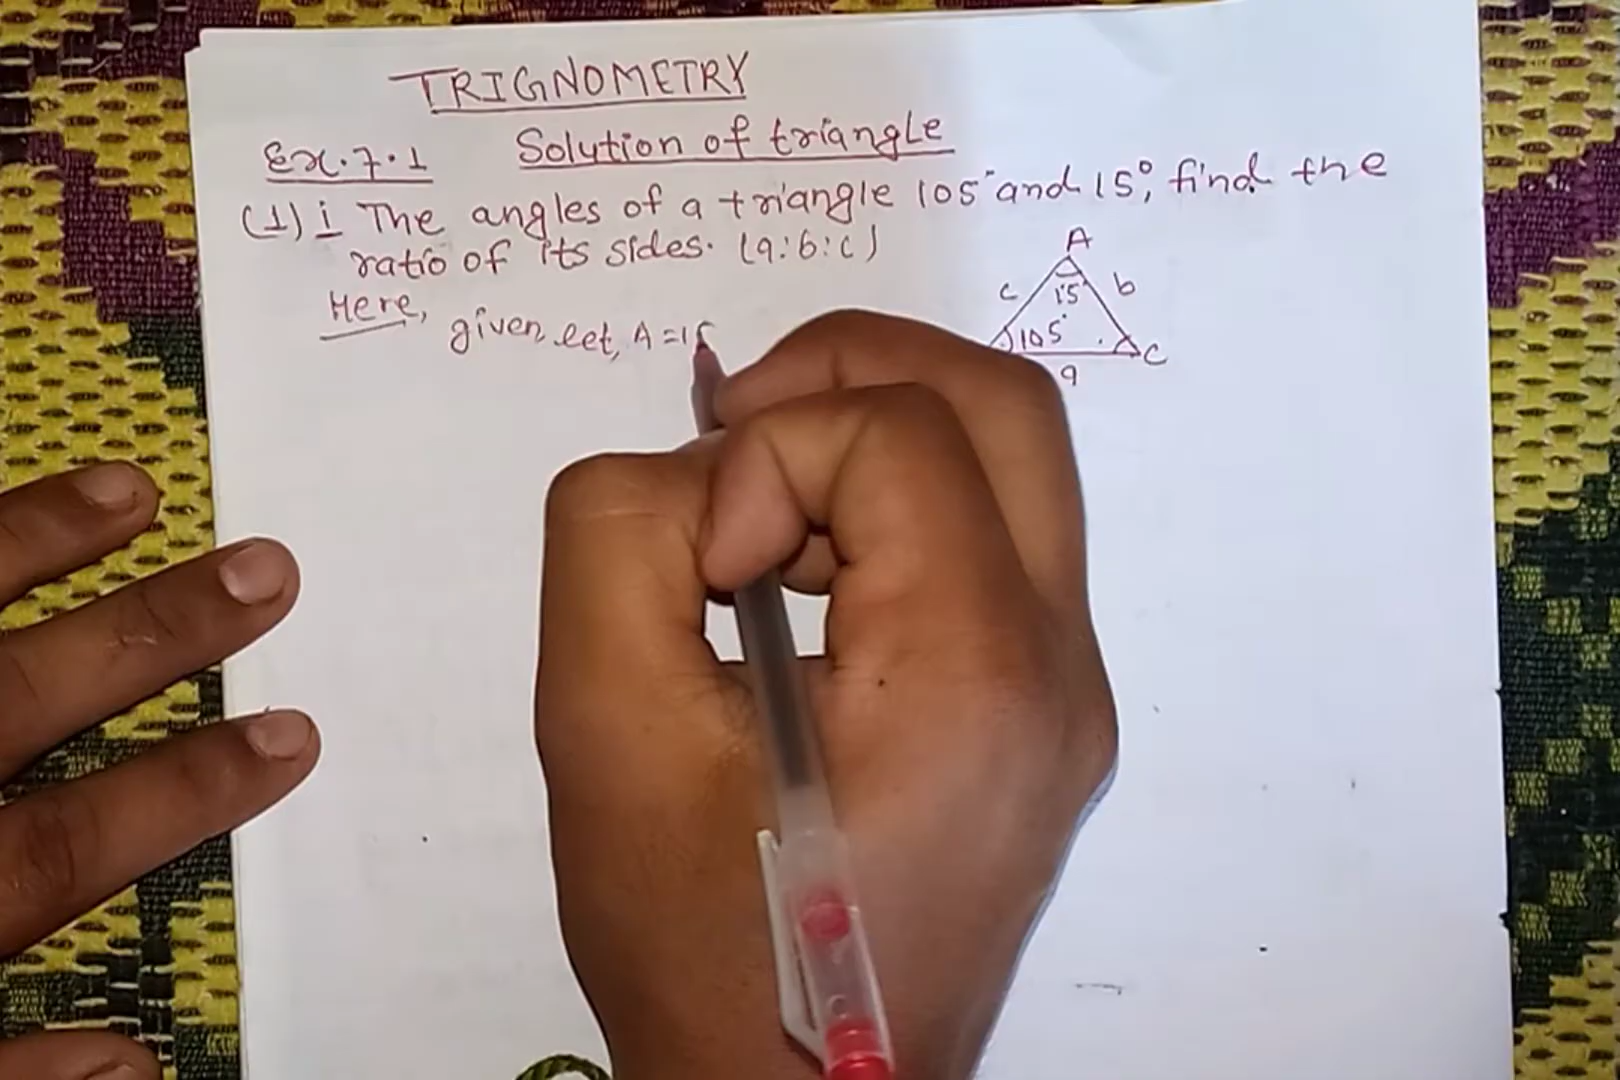 TRIGNOMETRY
Ex.7.1 Solution of triangle
(1) i The angles of a triangle 105° and 15°, find the
ratio of its sides. (a:b:c)
Here,
given, let, A = 15
A
c 15° b
105° C
a